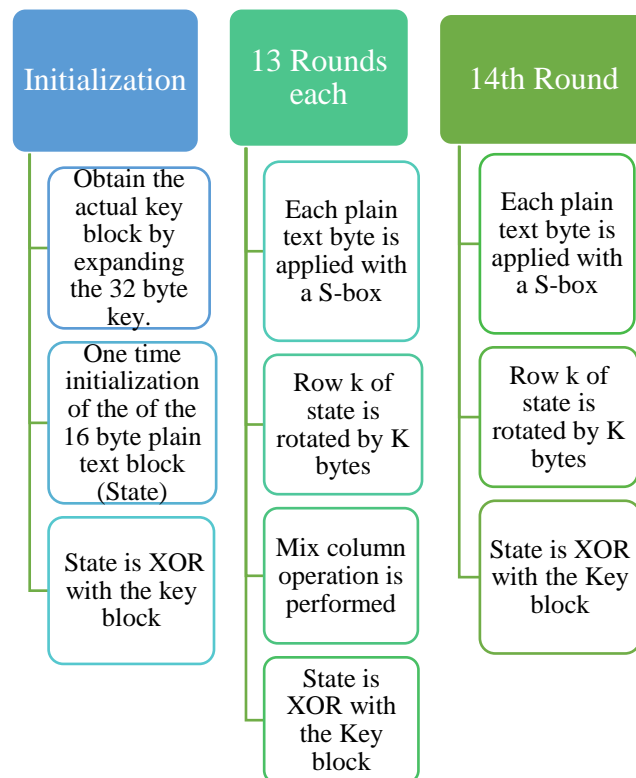 Initialization
Obtain the
actual key
block by
expanding
the 32 byte
key.
One time
initialization
of the of the
16 byte plain
text block
(State)
State is XOR
with the key
block
13 Rounds
each
Each plain
text byte is
applied with
a S-box
Row k of
state is
rotated by K
bytes
Mix column
operation is
performed
State is
XOR with
the Key
block
14th Round
Each plain
text byte is
applied with
a S-box
Row k of
state is
rotated by K
bytes
State is XOR
with the Key
block